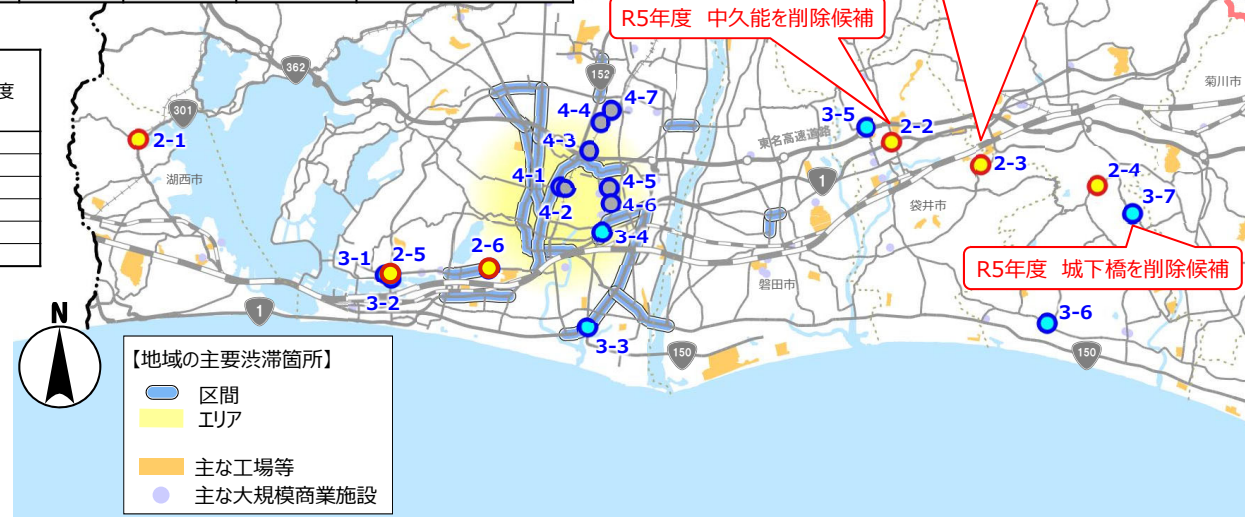 R5年度 中久能を削除候補
度
362
152
301
菊川市
4-7
4-4
3-5
2-2
東名高速道路
2-1
4-3
2-3
湖西市
1
4-1
4-5
2-4
4-2
4-6
袋井市
3-7
3-4
3-1
2-5
2-6
R5年度 城下橋を削除候補
磐田市
3-2
N
1
3-6
3-3
150
150
【地域の主要渋滞箇所】
区間
エリア
主な工場等
主な大規模商業施設